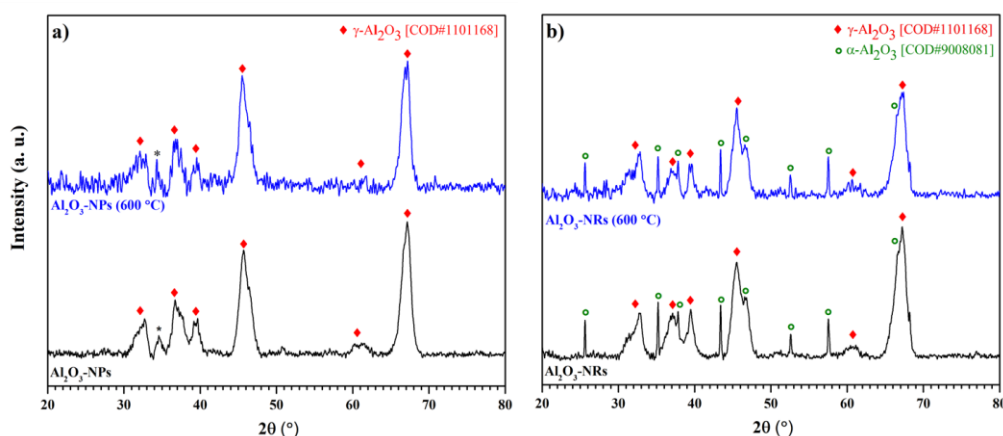 a)
♦ γ-Al₂O₃ [COD#1101168]
*
Al₂O₃-NPs (600 °C)
*
Al₂O₃-NPs
20 30 40 50 60 70 80
2θ (°)
Intensity (a. u.)
b)
♦ γ-Al₂O₃ [COD#1101168]
α-Al₂O₃ [COD#9008081]
Al₂O₃-NRs (600 °C)
Al₂O₃-NRs
20 30 40 50 60 70 80
2θ (°)